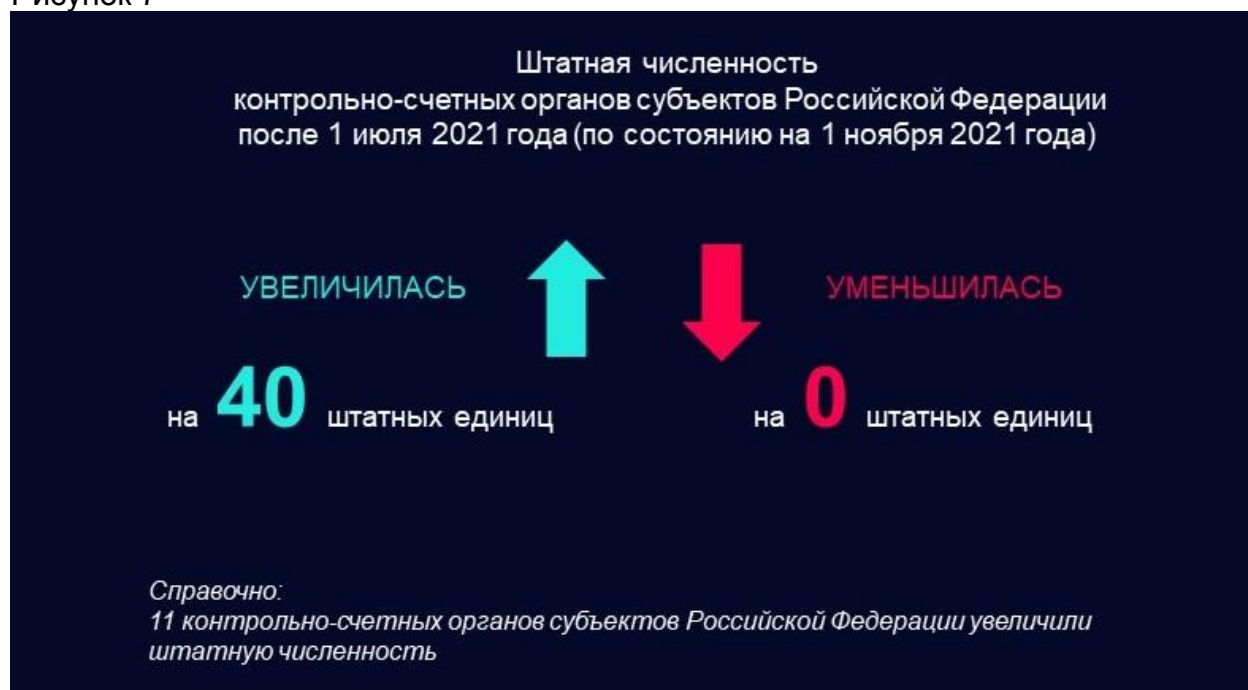 Рисунок 7
Штатная численность
контрольно-счетных органов субъектов Российской Федерации
после 1 июля 2021 года (по состоянию на 1 ноября 2021 года)
УВЕЛИЧИЛАСЬ
УМЕНЬШИЛАСЬ
на 40 штатных единиц
на 0 штатных единиц
Справочно:
11 контрольно-счетных органов субъектов Российской Федерации увеличили
штатную численность